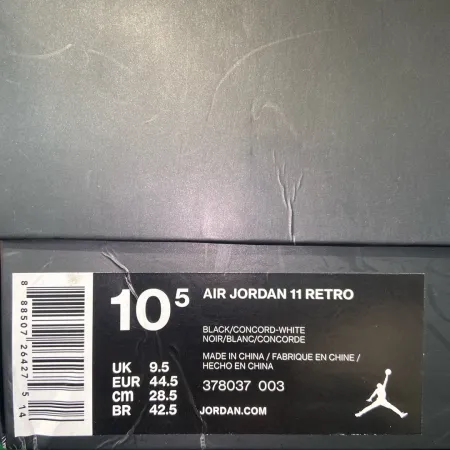 10⁵
AIR JORDAN 11 RETRO
BLACK/CONCORD-WHITE
NOIR/BLANC/CONCORDE
MADE IN CHINA / FABRIQUE EN CHINE /
HECHO EN CHINA
UK 9.5
EUR 44.5
cm 28.5
BR 42.5
378037 003
JORDAN.COM
8 88507 26427 5 14